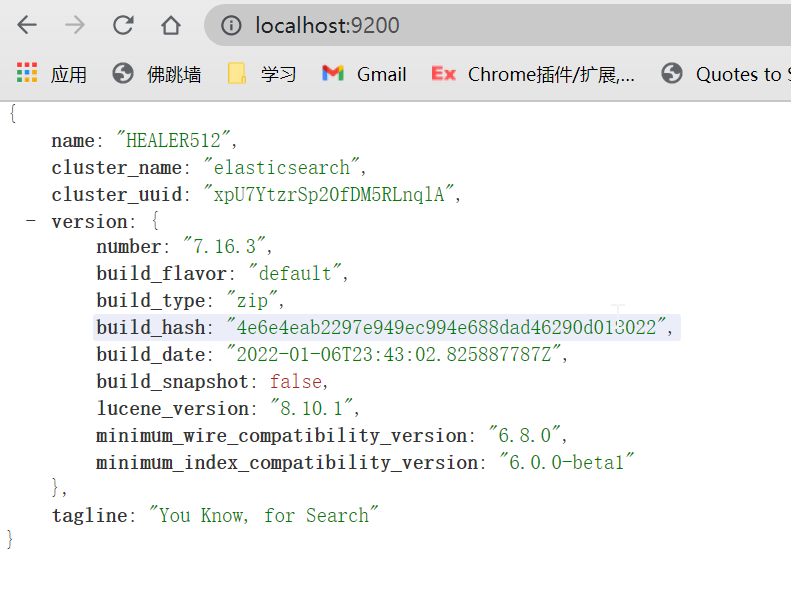 localhost:9200
应用 佛跳墙 学习 Gmail Ex Chrome插件/扩展,... Quotes to S
{
name: "HEALER512",
cluster_name: "elasticsearch",
cluster_uuid: "xpU7YtzrSp20fDM5RLnqlA",
- version: {
number: "7.16.3",
build_flavor: "default",
build_type: "zip",
build_hash: "4e6e4eab2297e949ec994e688dad46290d018022",
build_date: "2022-01-06T23:43:02.825887787Z",
build_snapshot: false,
lucene_version: "8.10.1",
minimum_wire_compatibility_version: "6.8.0",
minimum_index_compatibility_version: "6.0.0-beta1"
},
tagline: "You Know, for Search"
}